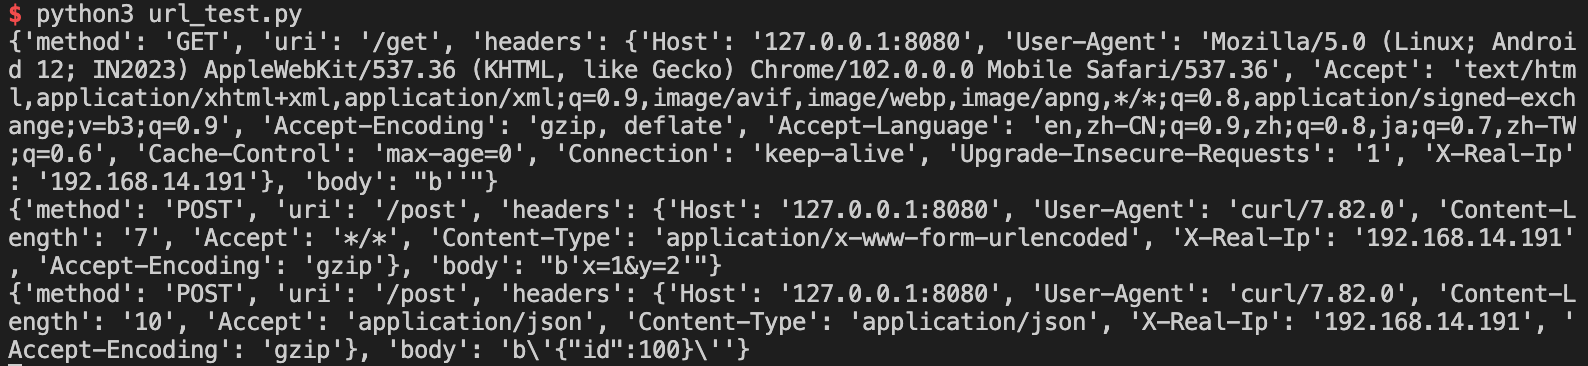 $ python3 url_test.py
{'method': 'GET', 'uri': '/get', 'headers': {'Host': '127.0.0.1:8080', 'User-Agent': 'Mozilla/5.0 (Linux; Androi
d 12; IN2023) AppleWebKit/537.36 (KHTML, like Gecko) Chrome/102.0.0.0 Mobile Safari/537.36', 'Accept': 'text/htm
l,application/xhtml+xml,application/xml;q=0.9,image/avif,image/webp,image/apng,*/*;q=0.8,application/signed-exch
ange;v=b3;q=0.9', 'Accept-Encoding': 'gzip, deflate', 'Accept-Language': 'en,zh-CN;q=0.9,zh;q=0.8,ja;q=0.7,zh-TW
;q=0.6', 'Cache-Control': 'max-age=0', 'Connection': 'keep-alive', 'Upgrade-Insecure-Requests': '1', 'X-Real-Ip'
: '192.168.14.191'}, 'body': "b''"}
{'method': 'POST', 'uri': '/post', 'headers': {'Host': '127.0.0.1:8080', 'User-Agent': 'curl/7.82.0', 'Content-L
ength': '7', 'Accept': '*/*', 'Content-Type': 'application/x-www-form-urlencoded', 'X-Real-Ip': '192.168.14.191'
, 'Accept-Encoding': 'gzip'}, 'body': "b'x=1&y=2'"}
{'method': 'POST', 'uri': '/post', 'headers': {'Host': '127.0.0.1:8080', 'User-Agent': 'curl/7.82.0', 'Content-L
ength': '10', 'Accept': 'application/json', 'Content-Type': 'application/json', 'X-Real-Ip': '192.168.14.191', '
Accept-Encoding': 'gzip'}, 'body': 'b\'{"id":100}\''}